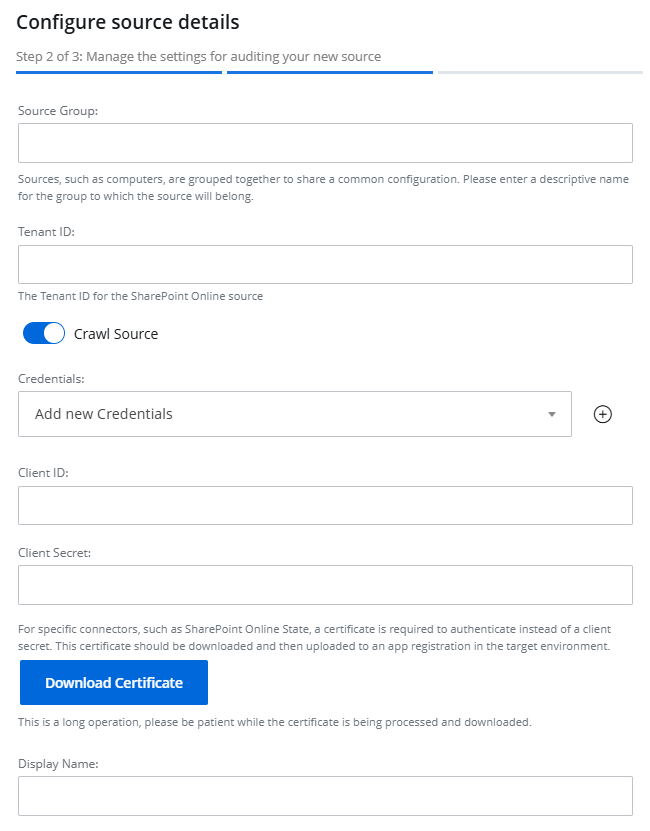 Configure source details
Step 2 of 3: Manage the settings for auditing your new source
Source Group:
Sources, such as computers, are grouped together to share a common configuration. Please enter a descriptive name
for the group to which the source will belong.
Tenant ID:
The Tenant ID for the SharePoint Online source
Crawl Source
Credentials:
Add new Credentials
Client ID:
Client Secret:
For specific connectors, such as SharePoint Online State, a certificate is required to authenticate instead of a client
secret. This certificate should be downloaded and then uploaded to an app registration in the target environment.
Download Certificate
This is a long operation, please be patient while the certificate is being processed and downloaded.
Display Name: